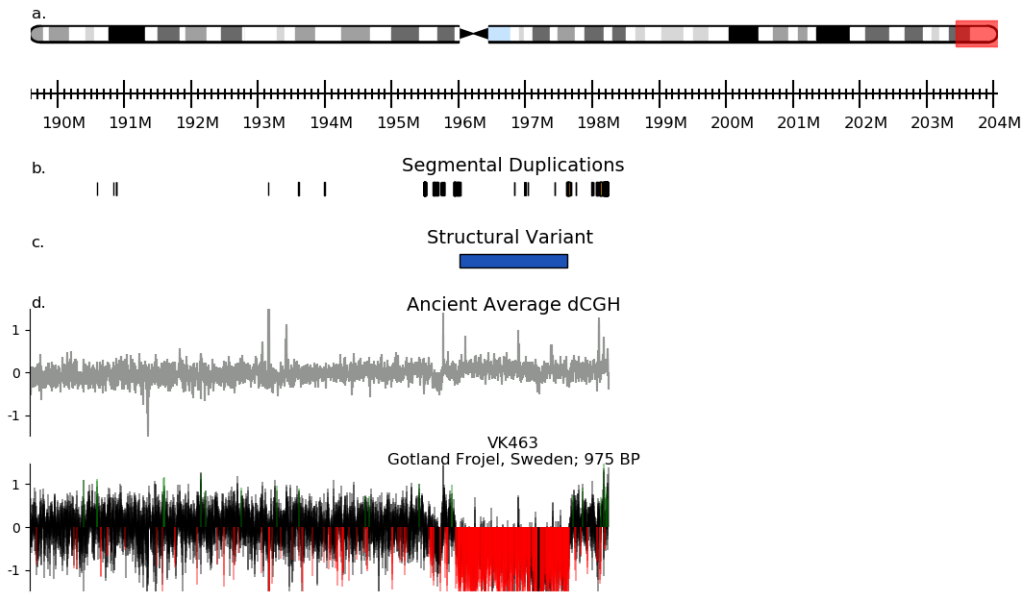 a.
190M 191M 192M 193M 194M 195M 196M 197M 198M 199M 200M 201M 202M 203M 204M
b.
Segmental Duplications
c.
Structural Variant
d.
Ancient Average dCGH
1
0
-1
VK463
Gotland Frojel, Sweden; 975 BP
1
0
-1